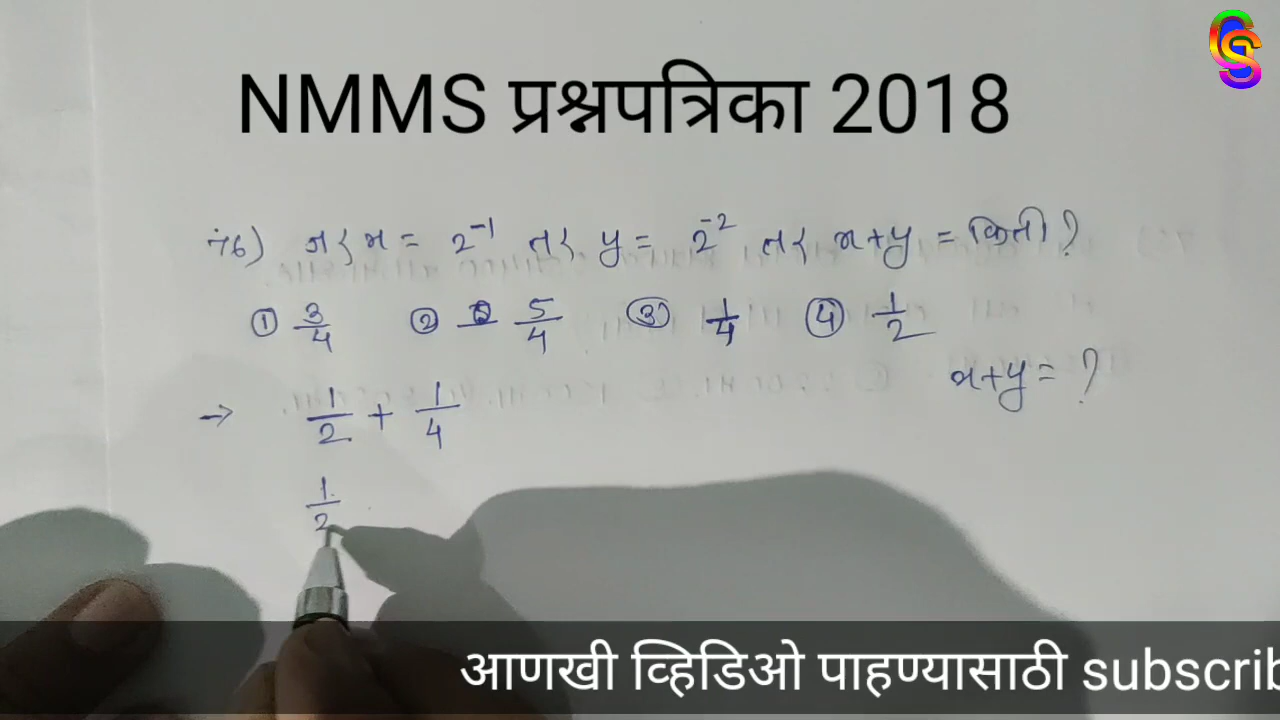 NMMS प्रश्नपत्रिका 2018
76) जर x = 2⁻¹ तर y = 2⁻² तर x+y = किती ?
① 3/4 ② 5/4 ③ 1/4 ④ 1/2
x+y = ?
→ 1/2 + 1/4
1/2
आणखी व्हिडिओ पाहण्यासाठी subscrib